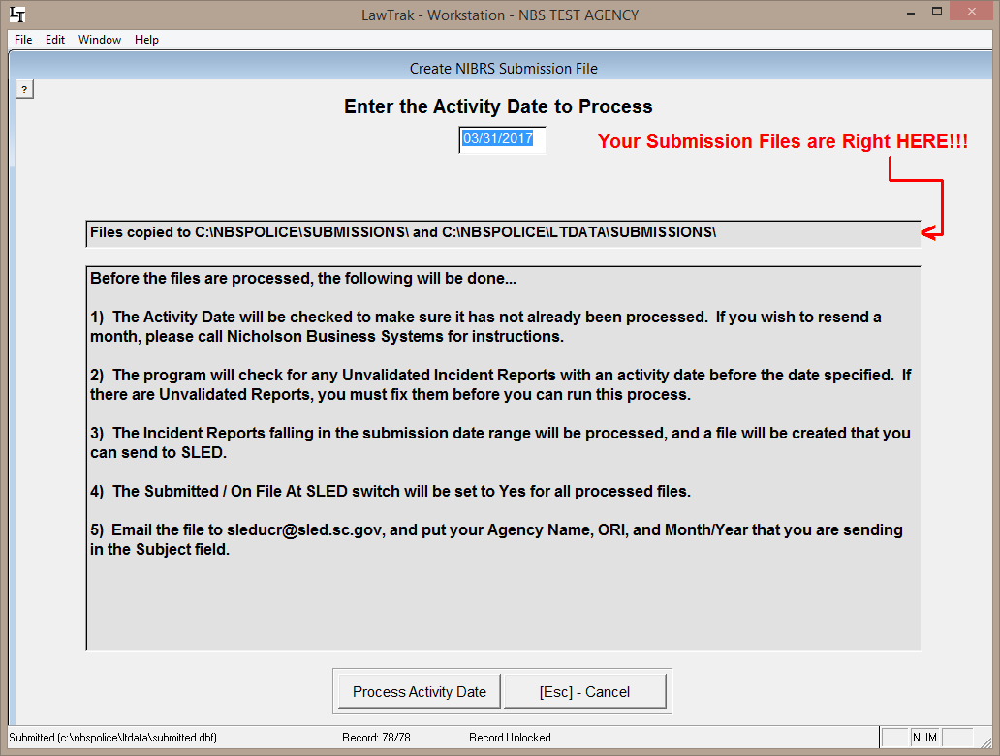 LT
LawTrak - Workstation - NBS TEST AGENCY
File Edit Window Help
Create NIBRS Submission File
?
Enter the Activity Date to Process
03/31/2017
Your Submission Files are Right HERE!!!
Files copied to C:\NBSPOLICE\SUBMISSIONS\ and C:\NBSPOLICE\LTDATA\SUBMISSIONS\
Before the files are processed, the following will be done...
1) The Activity Date will be checked to make sure it has not already been processed. If you wish to resend a
month, please call Nicholson Business Systems for instructions.
2) The program will check for any Unvalidated Incident Reports with an activity date before the date specified. If
there are Unvalidated Reports, you must fix them before you can run this process.
3) The Incident Reports falling in the submission date range will be processed, and a file will be created that you
can send to SLED.
4) The Submitted / On File At SLED switch will be set to Yes for all processed files.
5) Email the file to sleducr@sled.sc.gov, and put your Agency Name, ORI, and Month/Year that you are sending
in the Subject field.
Process Activity Date [Esc] - Cancel
Submitted (c:\nbspolice\ltdata\submitted.dbf) Record: 78/78 Record Unlocked NUM